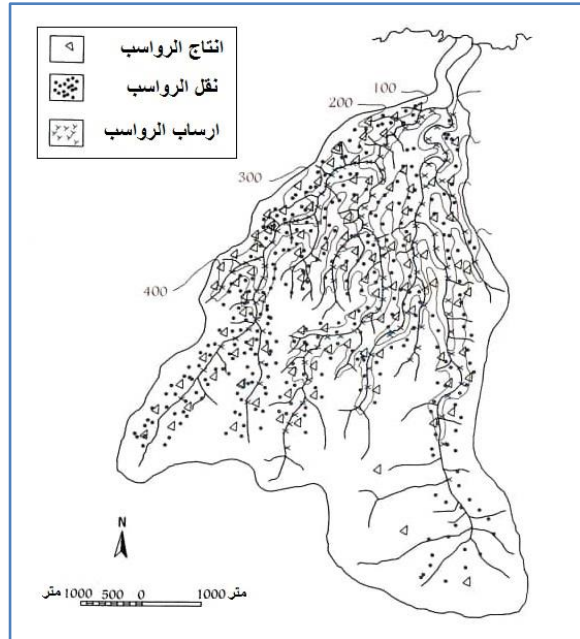 انتاج الرواسب
نقل الرواسب
ارساب الرواسب
100
200
300
400
N
متر 1000 500 0 1000 متر